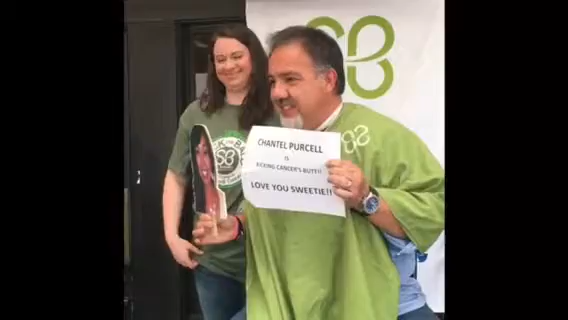 CHANTEL PURCELL
IS
KICKING CANCER'S BUTT!!
LOVE YOU SWEETIE!!